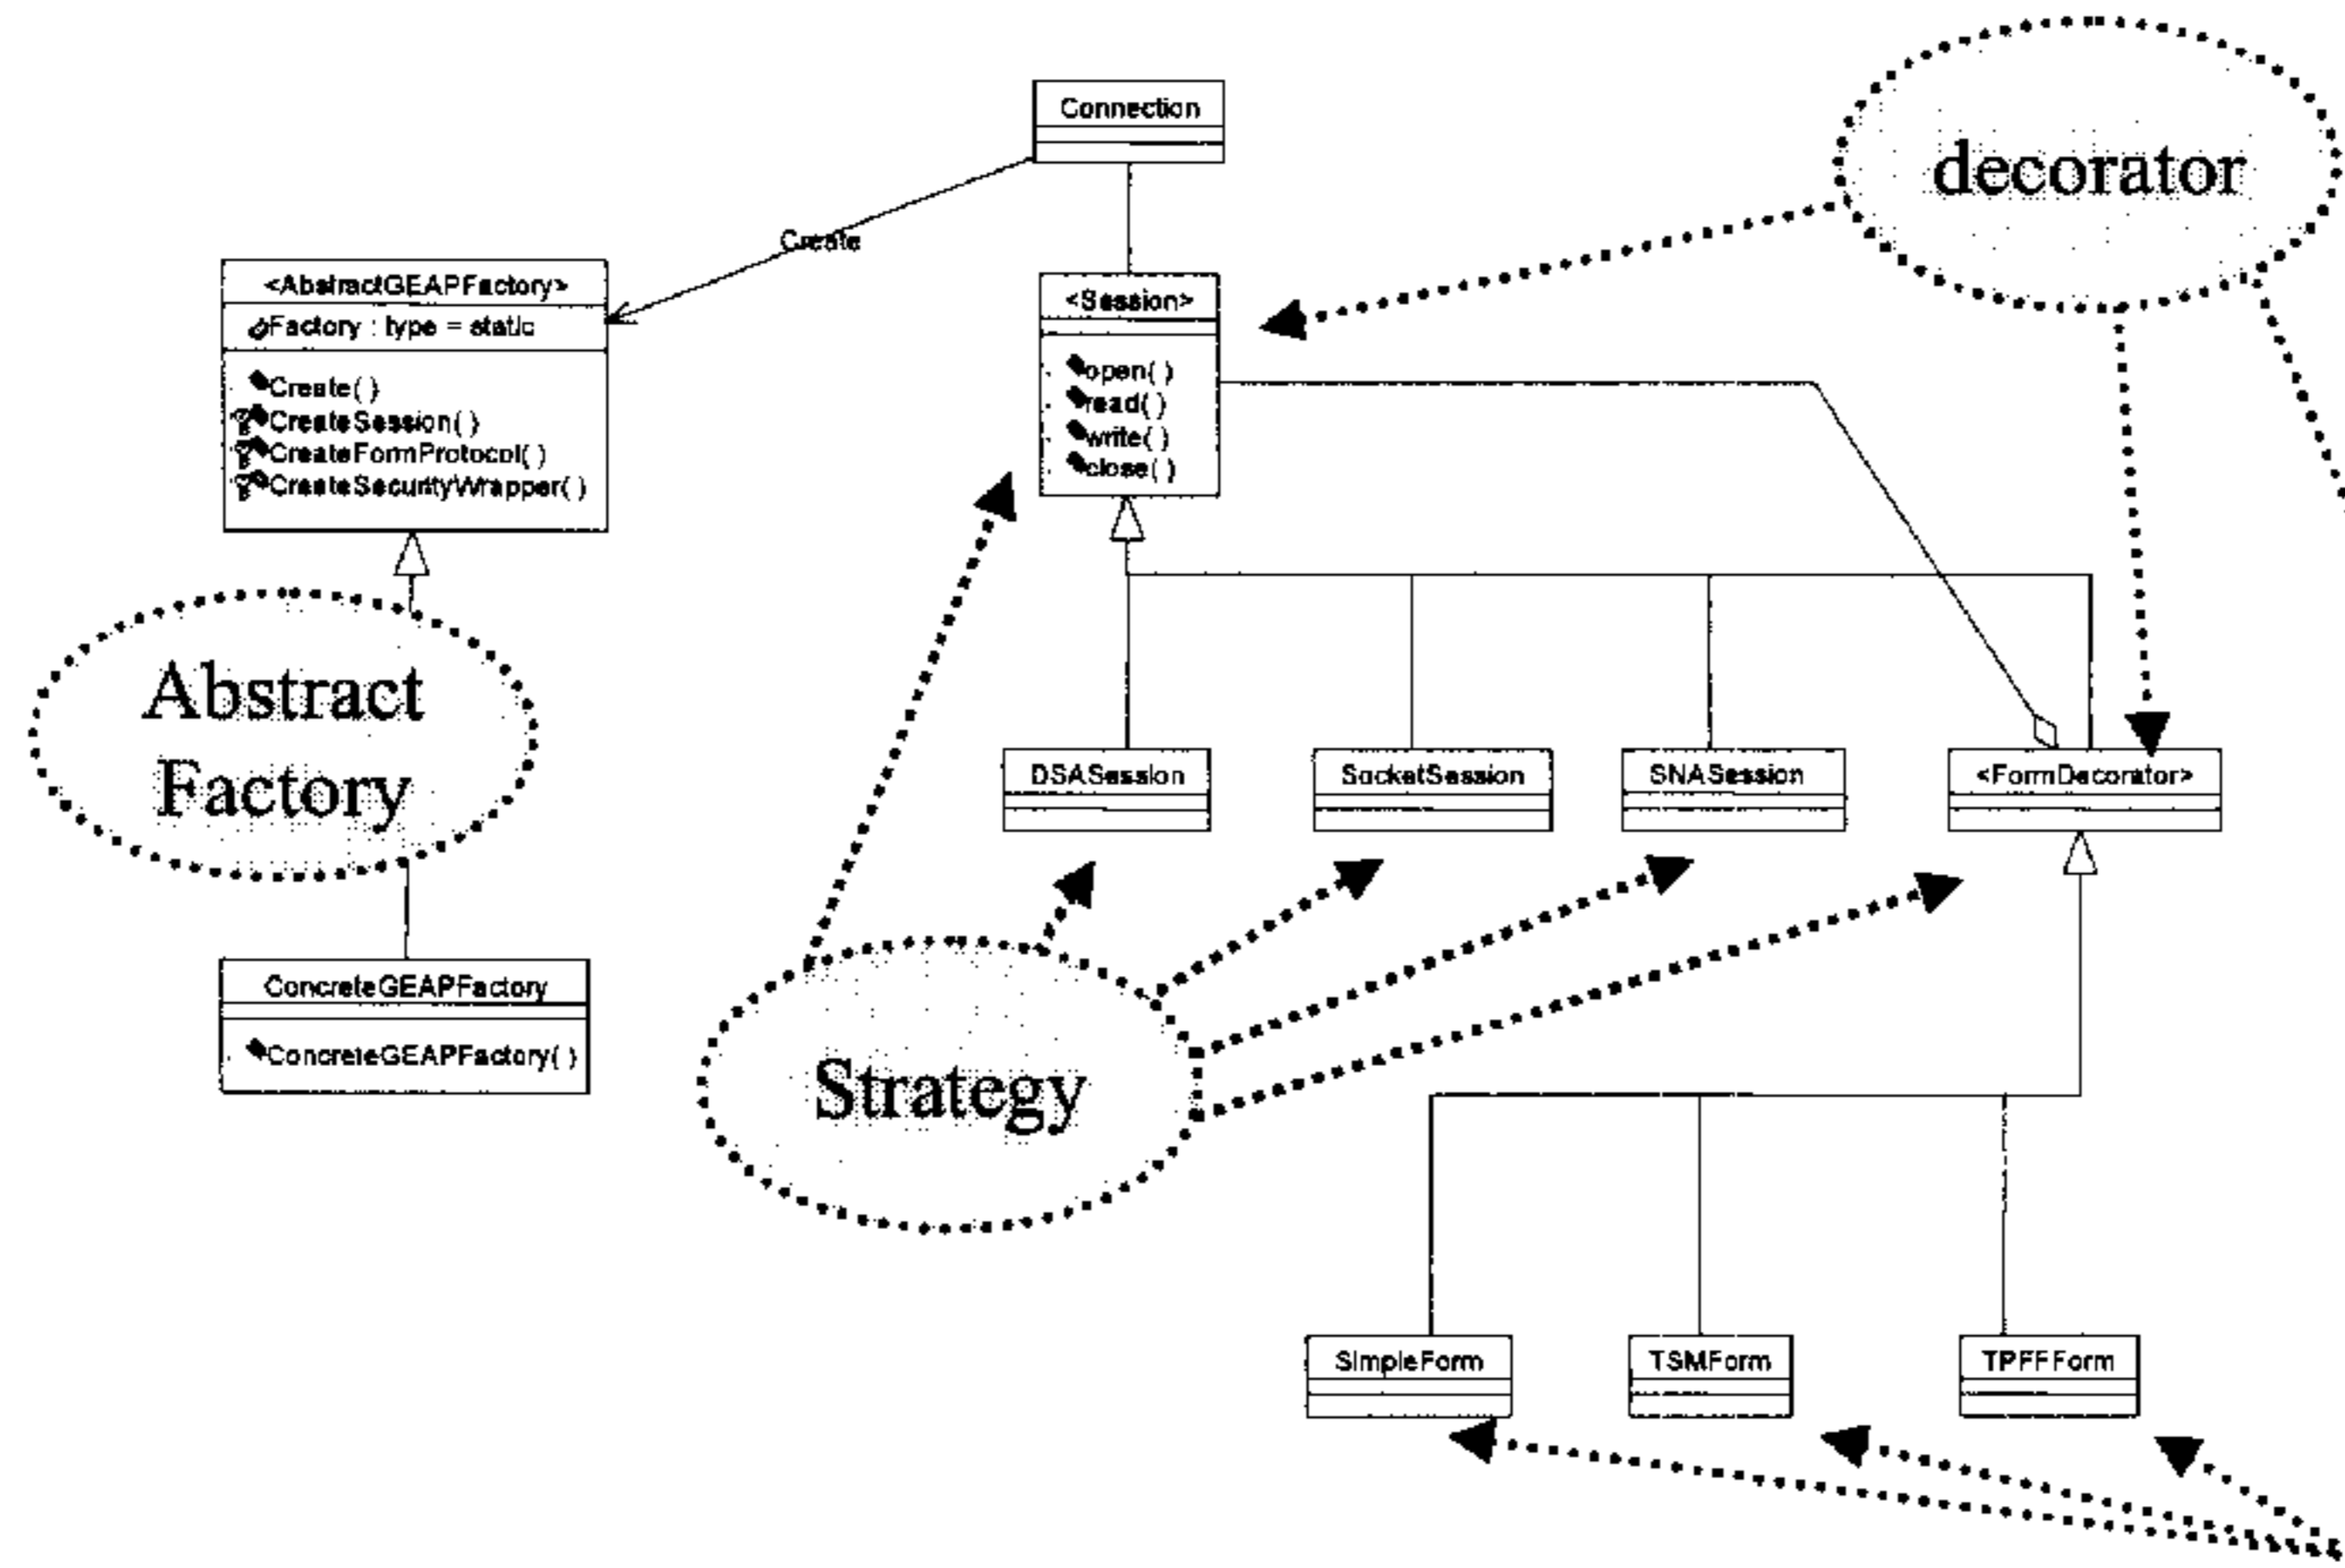 Connection
decorator
Create
<AbstractGEAPFactory>
Factory : type = static
Create( )
CreateSession( )
CreateFormProtocol( )
CreateSecurityWrapper( )
<Session>
open( )
read( )
write( )
close( )
Abstract
Factory
DSASession
SocketSession
SNASession
<FormDecorator>
ConcreteGEAPFactory
ConcreteGEAPFactory( )
Strategy
SimpleForm
TSMForm
TPFFForm